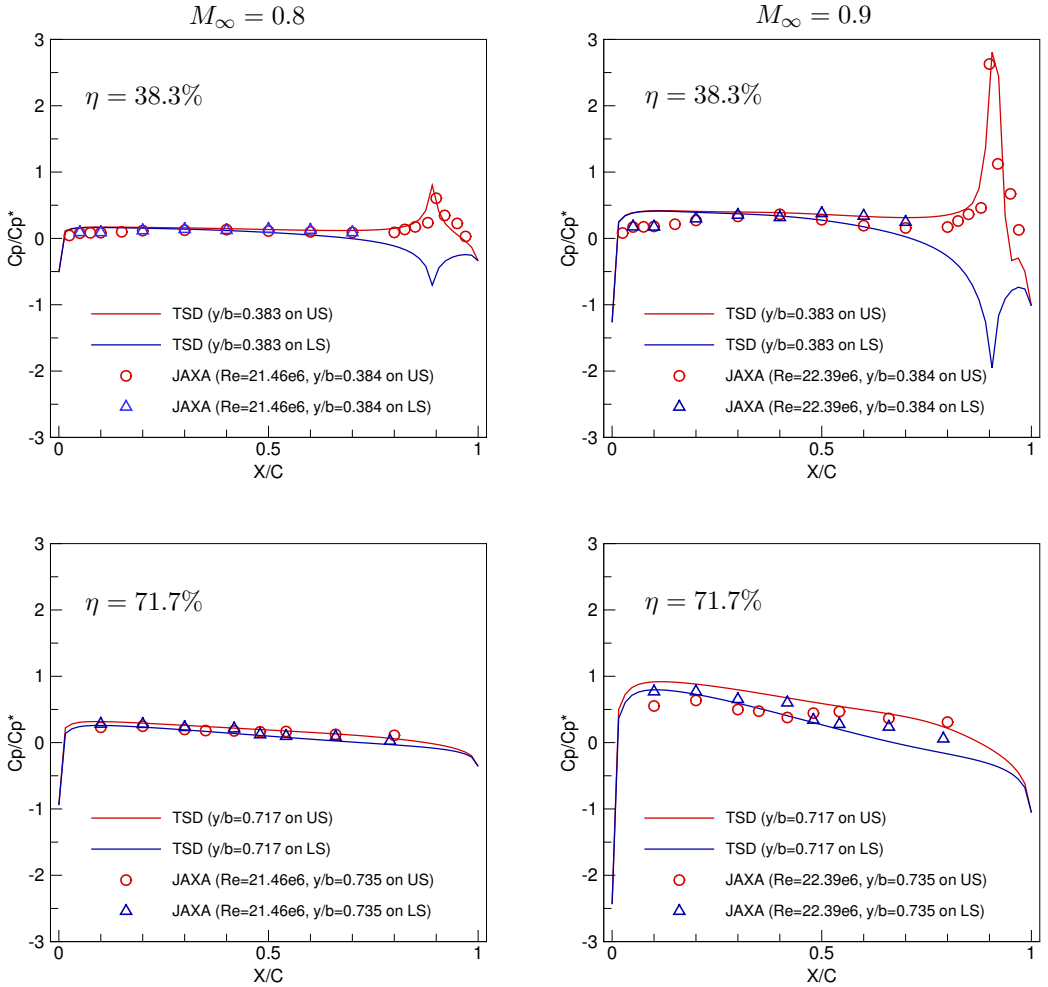 M∞ = 0.8
M∞ = 0.9
3
2
1
0
-1
-2
-3
Cp/Cp*
η = 38.3%
TSD (y/b=0.383 on US)
TSD (y/b=0.383 on LS)
JAXA (Re=21.46e6, y/b=0.384 on US)
JAXA (Re=21.46e6, y/b=0.384 on LS)
0 0.5 1
X/C
3
2
1
0
-1
-2
-3
Cp/Cp*
η = 38.3%
TSD (y/b=0.383 on US)
TSD (y/b=0.383 on LS)
JAXA (Re=22.39e6, y/b=0.384 on US)
JAXA (Re=22.39e6, y/b=0.384 on LS)
0 0.5 1
X/C
3
2
1
0
-1
-2
-3
Cp/Cp*
η = 71.7%
TSD (y/b=0.717 on US)
TSD (y/b=0.717 on LS)
JAXA (Re=21.46e6, y/b=0.735 on US)
JAXA (Re=21.46e6, y/b=0.735 on LS)
0 0.5 1
X/C
3
2
1
0
-1
-2
-3
Cp/Cp*
η = 71.7%
TSD (y/b=0.717 on US)
TSD (y/b=0.717 on LS)
JAXA (Re=22.39e6, y/b=0.735 on US)
JAXA (Re=22.39e6, y/b=0.735 on LS)
0 0.5 1
X/C